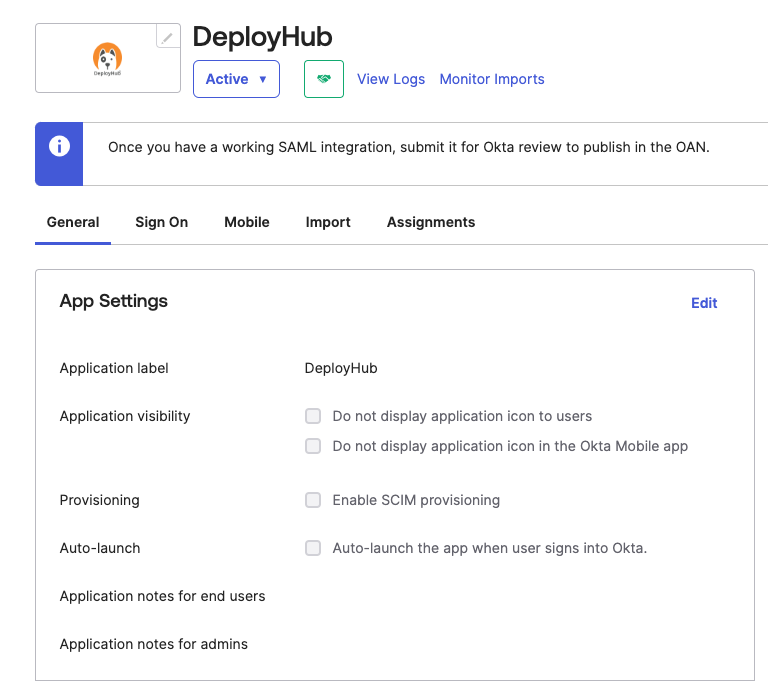 DeployHub
DeployHub
Active
View Logs
Monitor Imports
Once you have a working SAML integration, submit it for Okta review to publish in the OAN.
General
Sign On
Mobile
Import
Assignments
App Settings
Edit
Application label
DeployHub
Application visibility
Do not display application icon to users
Do not display application icon in the Okta Mobile app
Provisioning
Enable SCIM provisioning
Auto-launch
Auto-launch the app when user signs into Okta.
Application notes for end users
Application notes for admins